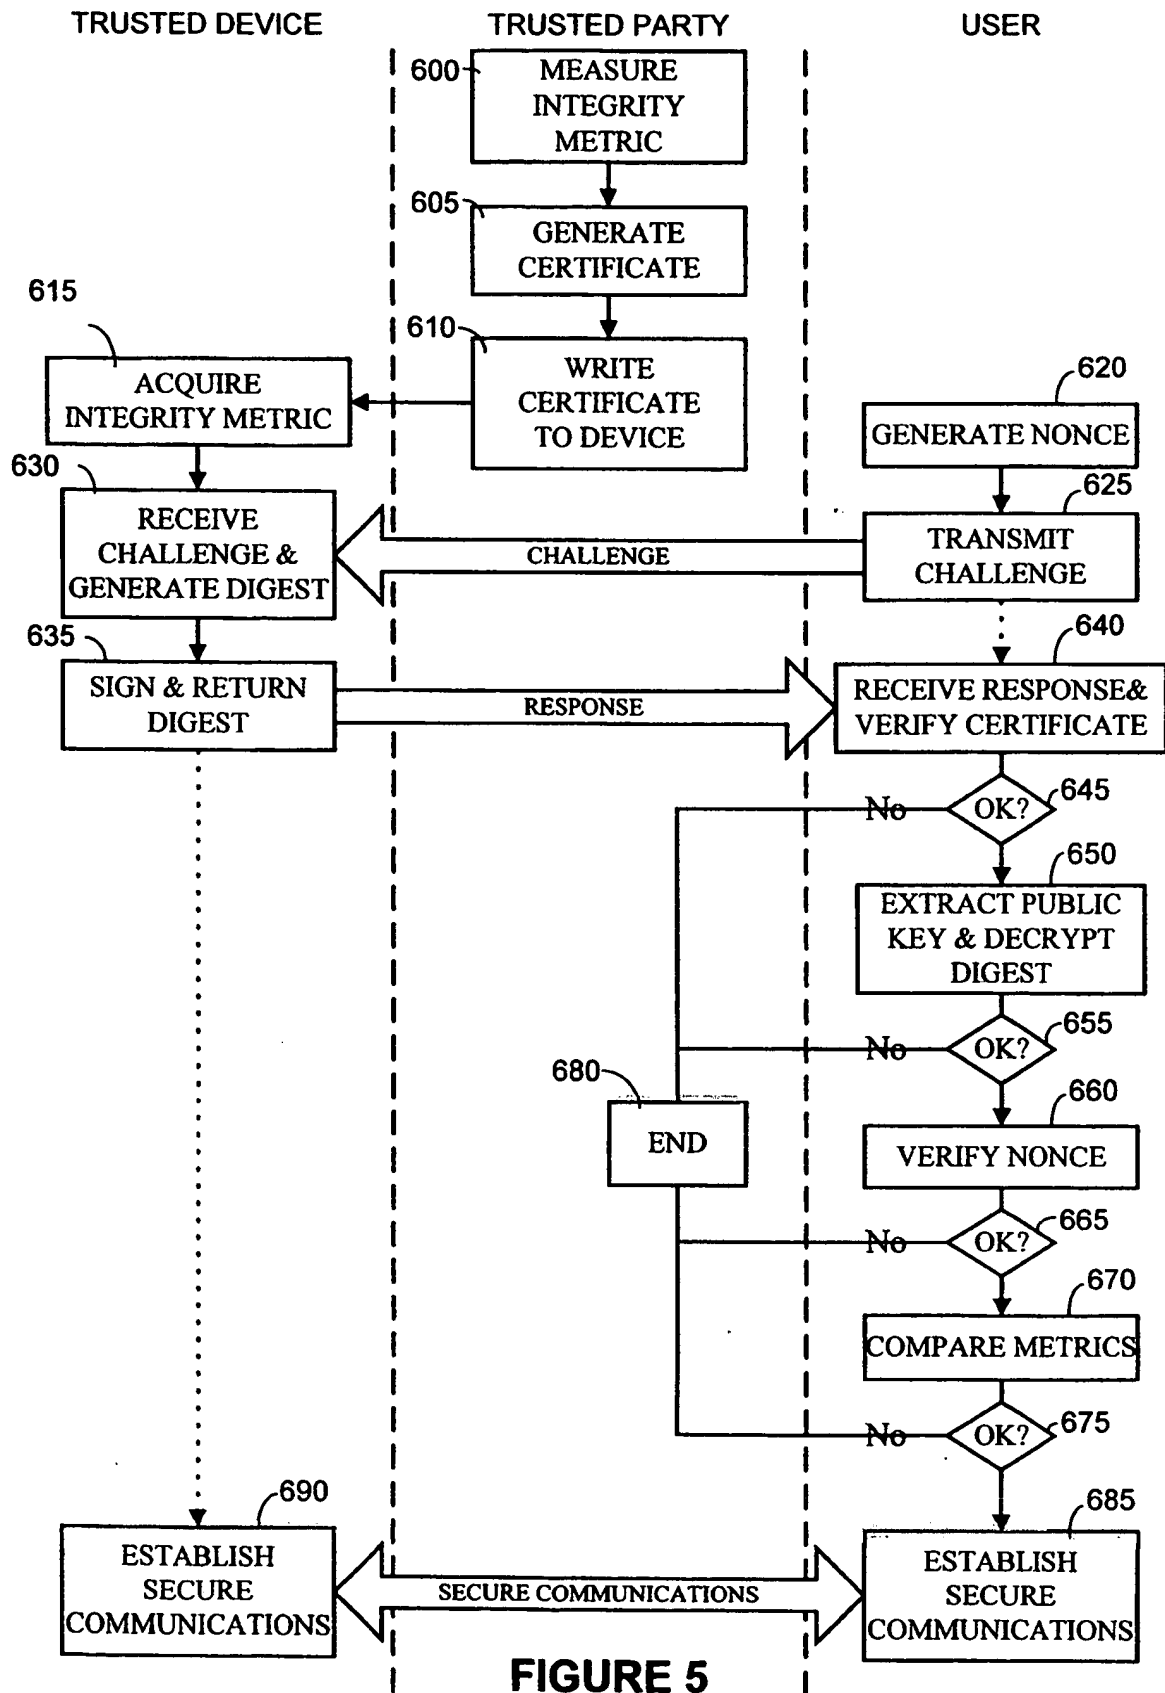 TRUSTED DEVICE
TRUSTED PARTY
USER
600
MEASURE
INTEGRITY
METRIC
605
GENERATE
CERTIFICATE
610
WRITE
CERTIFICATE
TO DEVICE
615
ACQUIRE
INTEGRITY METRIC
620
GENERATE NONCE
625
TRANSMIT
CHALLENGE
CHALLENGE
630
RECEIVE
CHALLENGE &
GENERATE DIGEST
635
SIGN & RETURN
DIGEST
RESPONSE
640
RECEIVE RESPONSE&
VERIFY CERTIFICATE
645
OK?
No
650
EXTRACT PUBLIC
KEY & DECRYPT
DIGEST
655
OK?
No
680
END
660
VERIFY NONCE
665
OK?
No
670
COMPARE METRICS
675
OK?
No
690
ESTABLISH
SECURE
COMMUNICATIONS
SECURE COMMUNICATIONS
685
ESTABLISH
SECURE
COMMUNICATIONS
FIGURE 5